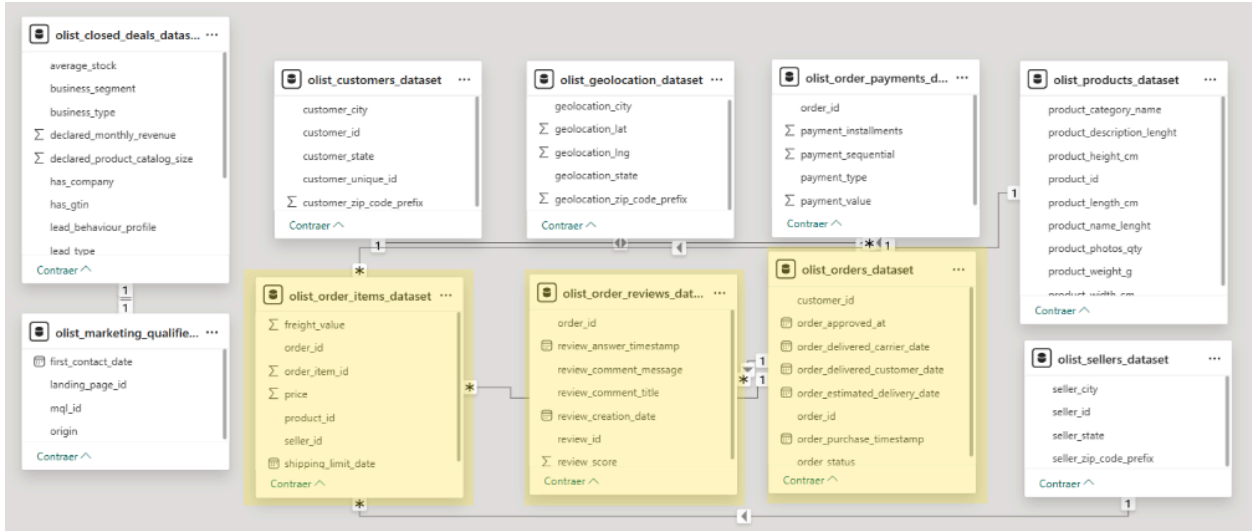 olist_closed_deals_datas... ···
average_stock
business_segment
business_type
∑ declared_monthly_revenue
∑ declared_product_catalog_size
has_company
has_gtin
lead_behaviour_profile
lead_type
Contraer
olist_customers_dataset ···
customer_city
customer_id
customer_state
customer_unique_id
∑ customer_zip_code_prefix
Contraer
olist_geolocation_dataset ···
geolocation_city
∑ geolocation_lat
∑ geolocation_lng
geolocation_state
∑ geolocation_zip_code_prefix
Contraer
olist_order_payments_d... ···
order_id
∑ payment_installments
∑ payment_sequential
payment_type
∑ payment_value
Contraer
olist_products_dataset ···
product_category_name
product_description_lenght
product_height_cm
product_id
product_length_cm
product_name_lenght
product_photos_qty
product_weight_g
product_width_cm
Contraer
1
1
1
*
*
1
1
olist_marketing_qualifie... ···
first_contact_date
landing_page_id
mql_id
origin
Contraer
olist_order_items_dataset ···
∑ freight_value
order_id
∑ order_item_id
∑ price
product_id
seller_id
shipping_limit_date
Contraer
*
*
olist_order_reviews_dat... ···
order_id
review_answer_timestamp
review_comment_message
review_comment_title
review_creation_date
review_id
∑ review_score
Contraer
1
* 1
olist_orders_dataset ···
customer_id
order_approved_at
order_delivered_carrier_date
order_delivered_customer_date
order_estimated_delivery_date
order_id
order_purchase_timestamp
order_status
Contraer
olist_sellers_dataset ···
seller_city
seller_id
seller_state
seller_zip_code_prefix
Contraer
1